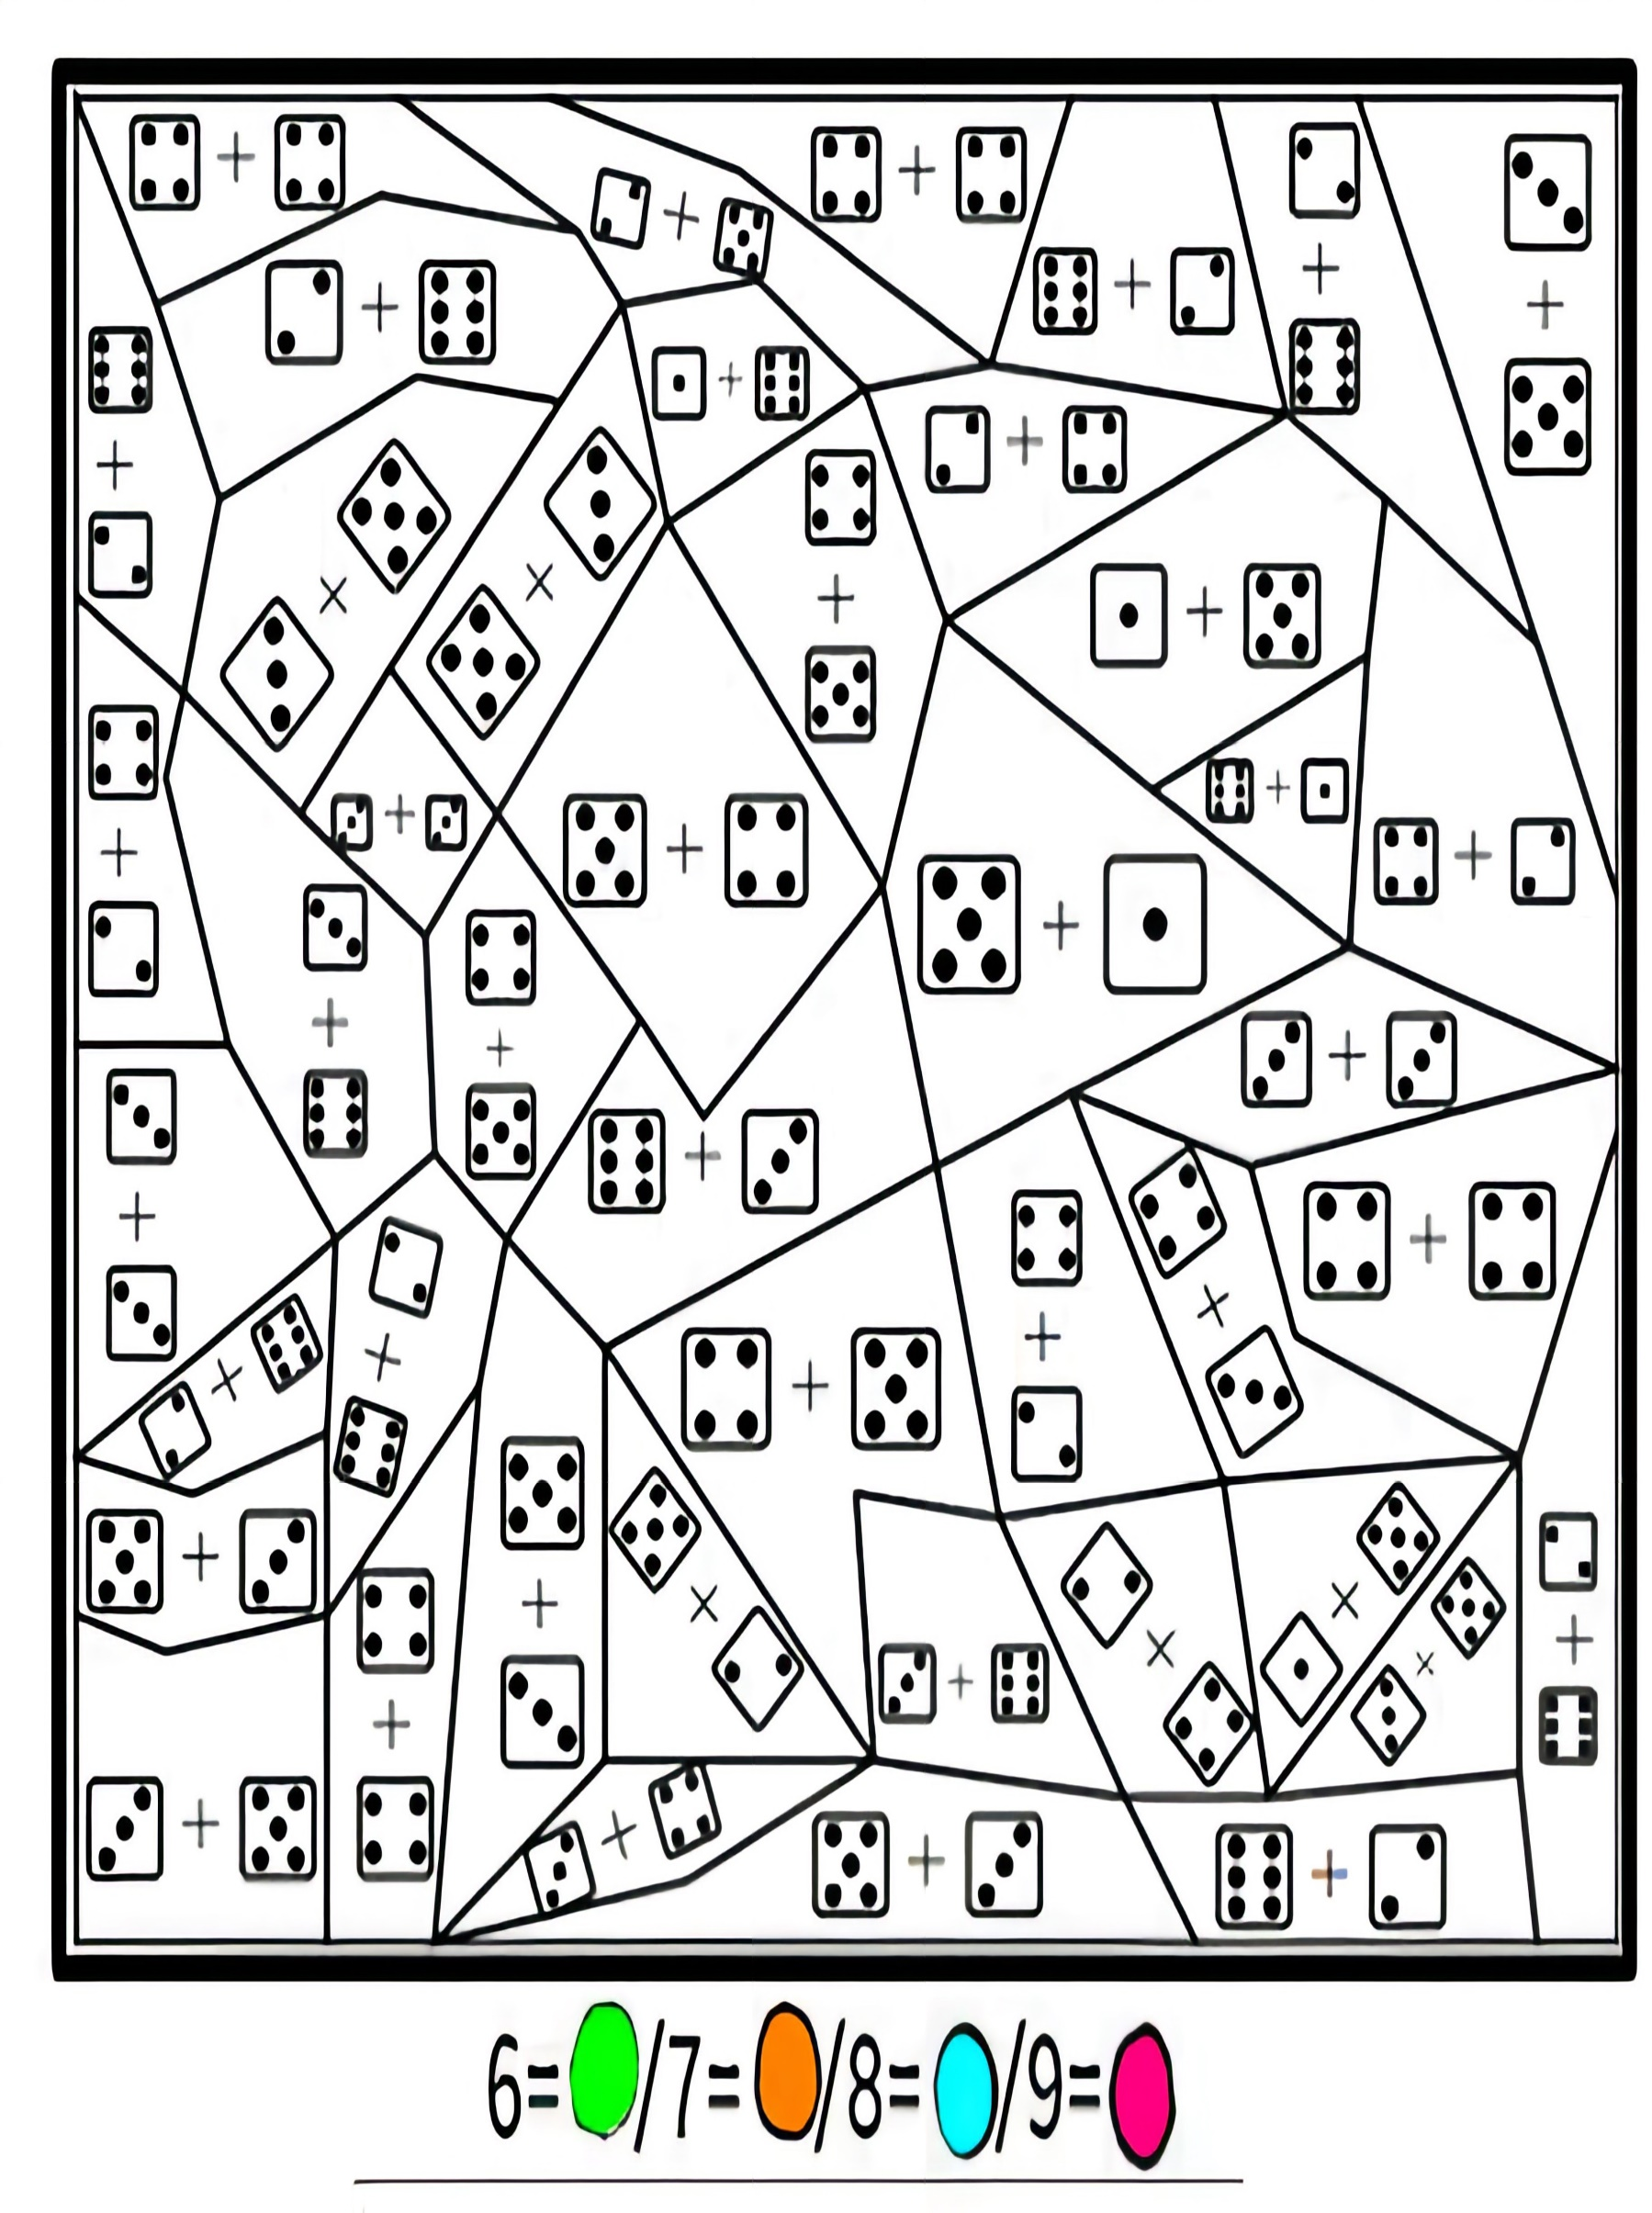 6= /7= /8= /9=